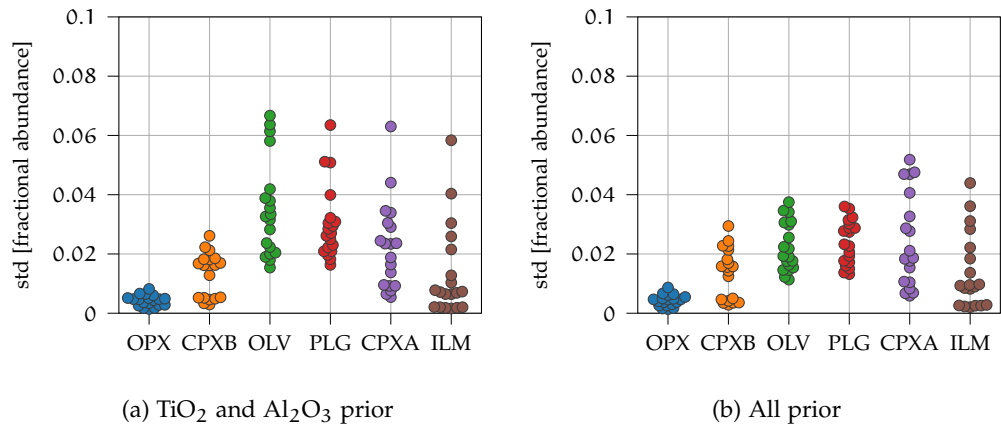 0.1
0.08
0.06
0.04
0.02
0
std [fractional abundance]
OPX CPXB OLV PLG CPXA ILM
(a) TiO₂ and Al₂O₃ prior
0.1
0.08
0.06
0.04
0.02
0
std [fractional abundance]
OPX CPXB OLV PLG CPXA ILM
(b) All prior